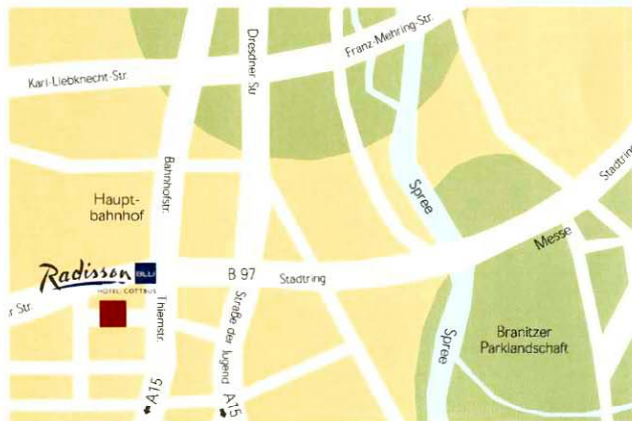 Dresdner Str
Franz-Mehring-Str.
Karl-Liebknecht-Str.
Bahnhofstr.
Haupt-
bahnhof
Spree
Stadtring
Messe
Radisson BLU
HOTEL, COTTBUS
B 97
Stadtring
Str.
Thiemstr.
Straße der Jugend
Spree
Branitzer
Parklandschaft
A15
A15